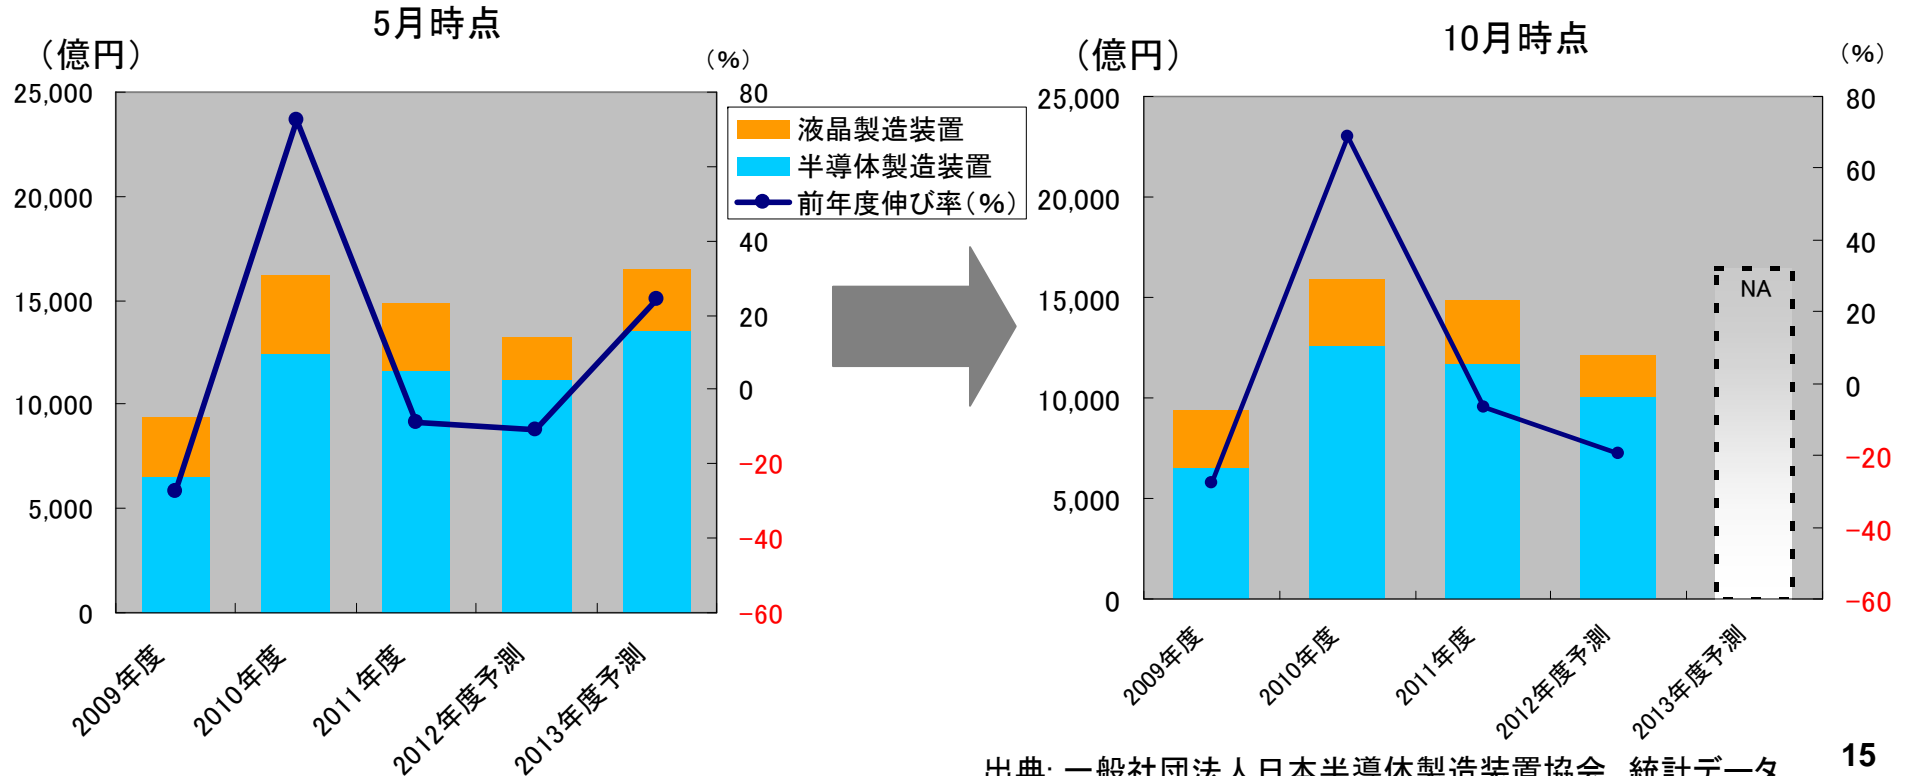 5月時点
（億円）
（%）
25,000
20,000
15,000
10,000
5,000
0
80
40
20
0
−20
−40
−60
2009年度
2010年度
2011年度
2012年度予測
2013年度予測
液晶製造装置
半導体製造装置
前年度伸び率（%）
10月時点
（億円）
（%）
25,000
20,000
15,000
10,000
5,000
0
80
60
40
20
0
−20
−40
−60
NA
2009年度
2010年度
2011年度
2012年度予測
2013年度予測
出典: 一般社団法人日本半導体製造装置協会 統計データ
15